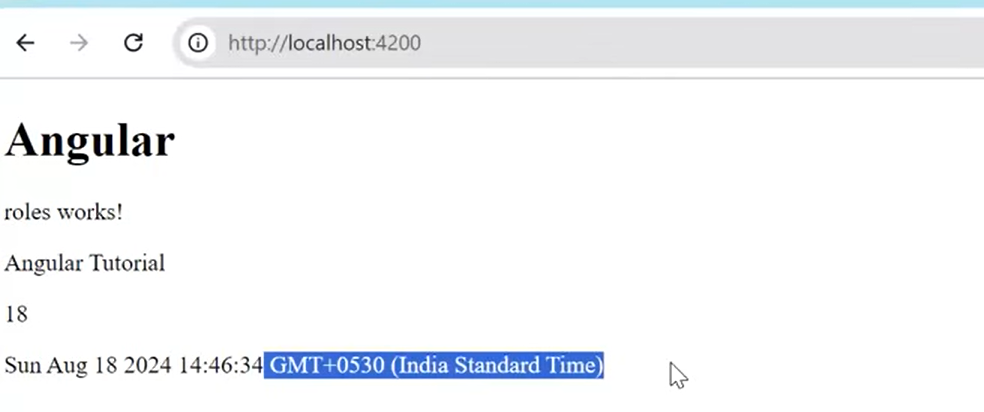 http://localhost:4200
Angular
roles works!
Angular Tutorial
18
Sun Aug 18 2024 14:46:34 GMT+0530 (India Standard Time)